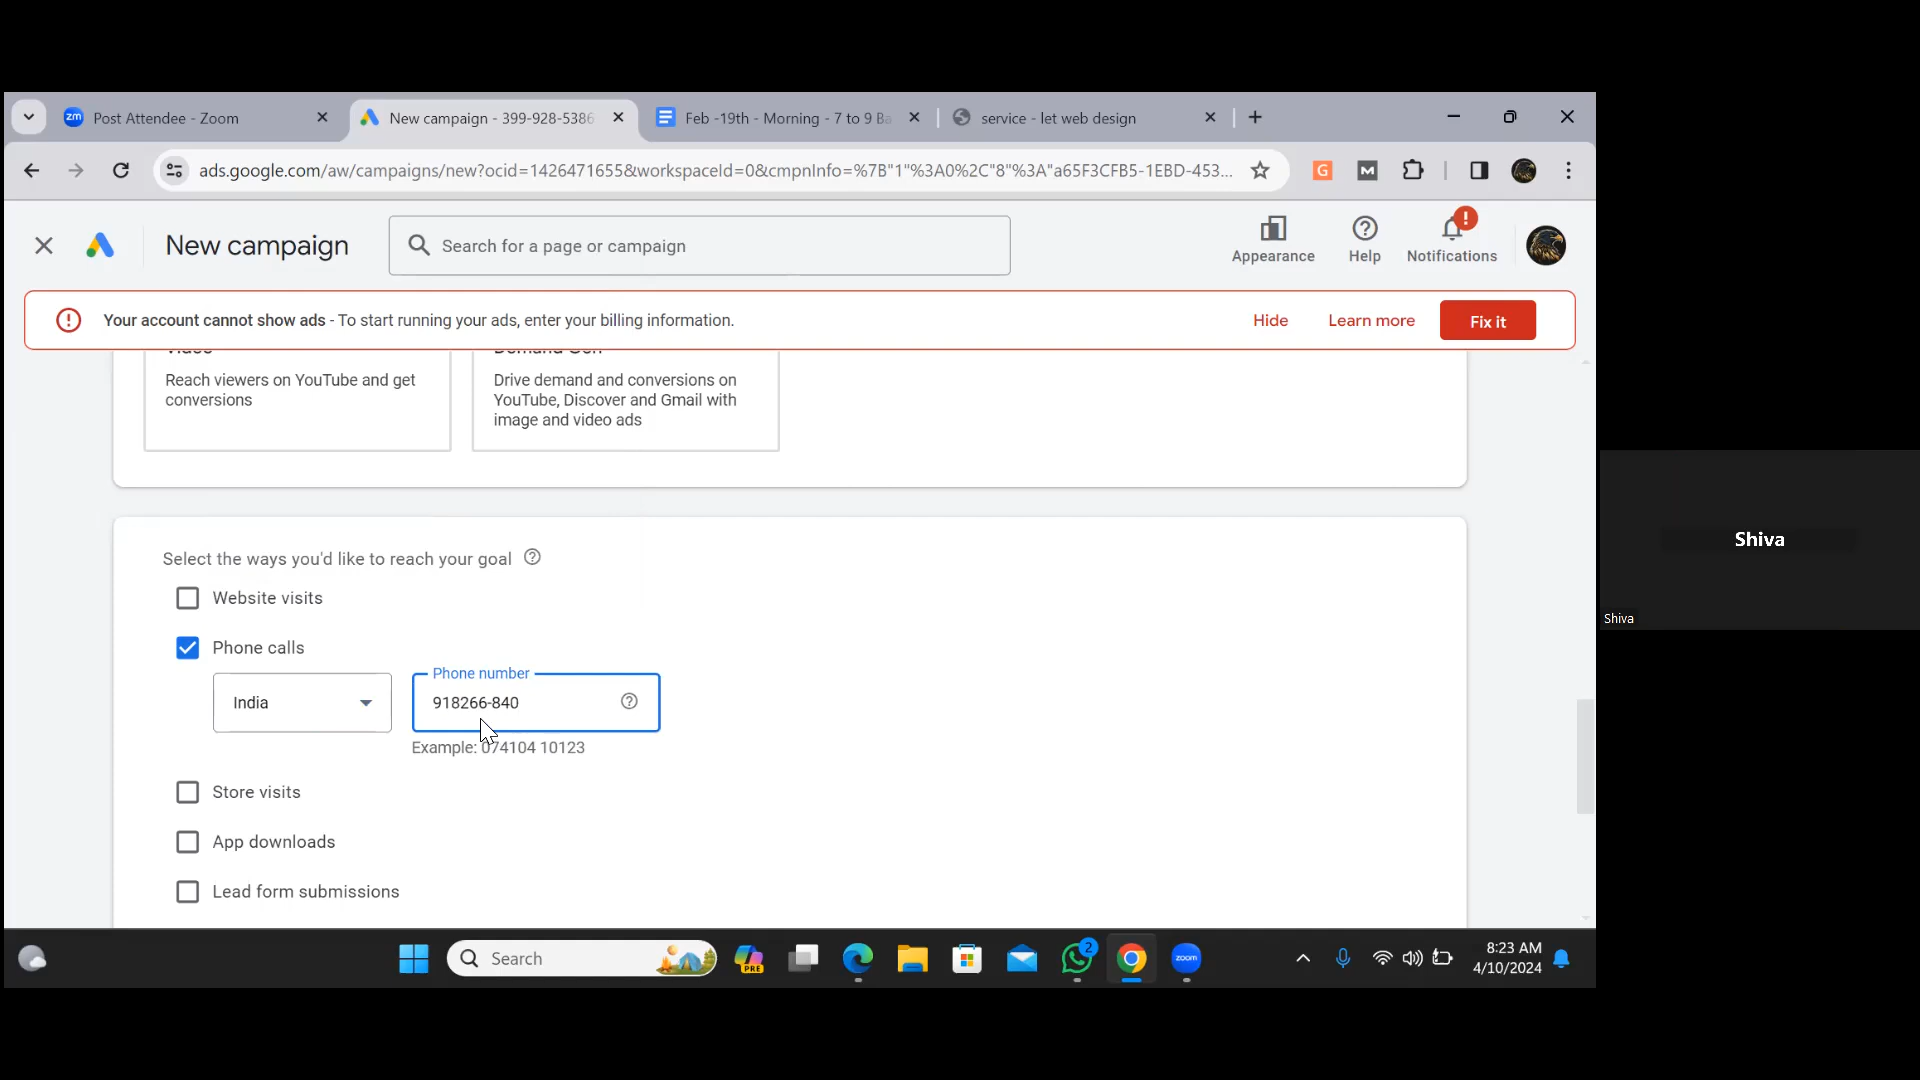 Post Attendee - Zoom
New campaign - 399-928-5386
Feb -19th - Morning - 7 to 9 Ba
service - let web design
ads.google.com/aw/campaigns/new?ocid=1426471655&workspaceId=0&cmpnInfo=%7B"1"%3A0%2C"8"%3A"a65F3CFB5-1EBD-453...
New campaign
Search for a page or campaign
Appearance
Help
Notifications
Your account cannot show ads - To start running your ads, enter your billing information.
Hide
Learn more
Fix it
Video
Demand Gen
Reach viewers on YouTube and get
conversions
Drive demand and conversions on
YouTube, Discover and Gmail with
image and video ads
Select the ways you'd like to reach your goal
Website visits
Phone calls
India
Phone number
918266-840
Example: 074104 10123
Store visits
App downloads
Lead form submissions
Shiva
Shiva
Search
PRE
2
zoom
8:23 AM
4/10/2024